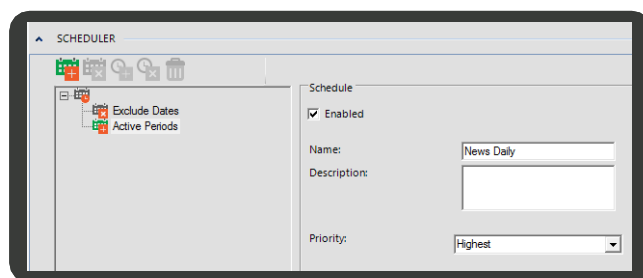 SCHEDULER
Exclude Dates
Active Periods
Schedule
Enabled
Name: News Daily
Description:
Priority: Highest